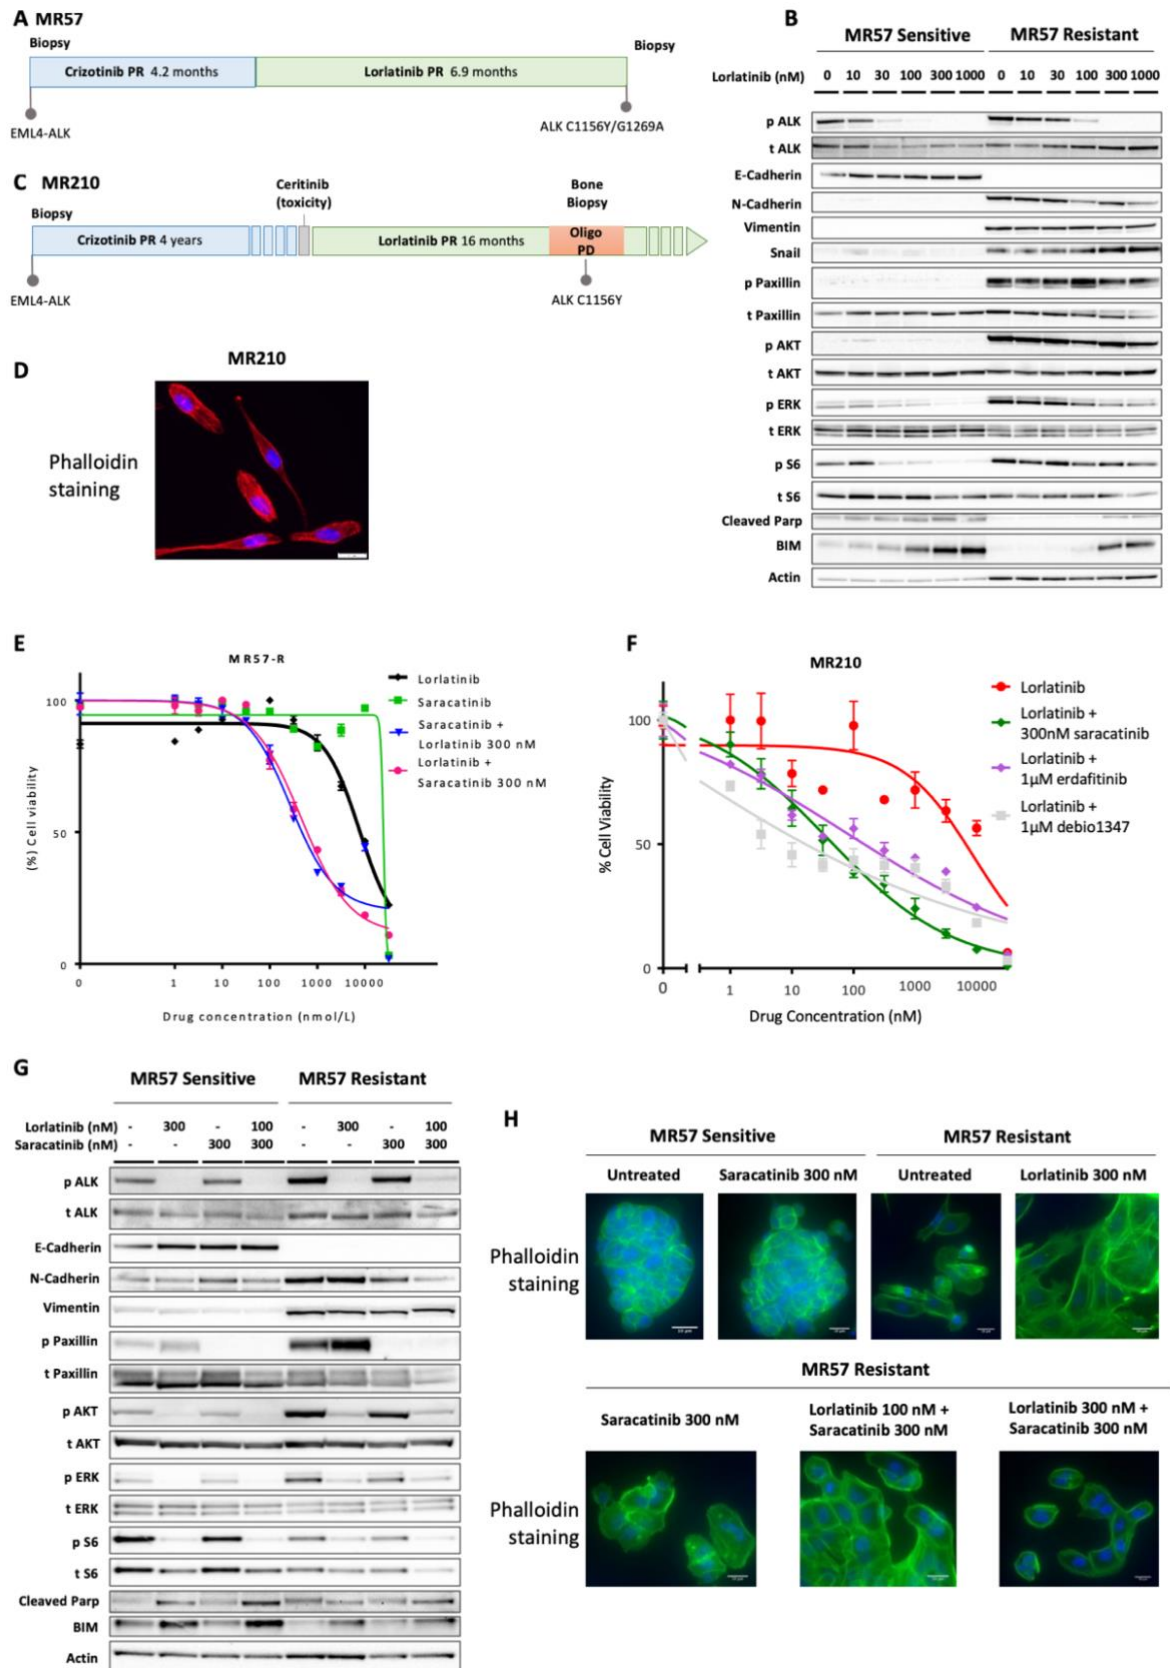 A MR57
Biopsy
Biopsy
Crizotinib PR 4.2 months
Lorlatinib PR 6.9 months
EML4-ALK
ALK C1156Y/G1269A
B
MR57 Sensitive
MR57 Resistant
Lorlatinib (nM) 0 10 30 100 300 1000 0 10 30 100 300 1000
p ALK
t ALK
E-Cadherin
N-Cadherin
Vimentin
Snail
p Paxillin
t Paxillin
p AKT
t AKT
p ERK
t ERK
p S6
t S6
Cleaved Parp
BIM
Actin
C MR210
Ceritinib
(toxicity)
Bone
Biopsy
Biopsy
Crizotinib PR 4 years
Lorlatinib PR 16 months
Oligo
PD
EML4-ALK
ALK C1156Y
D
MR210
Phalloidin
staining
E
MR57-R
Lorlatinib
Saracatinib
Saracatinib +
Lorlatinib 300 nM
Lorlatinib +
Saracatinib 300 nM
(%) Cell viability
100
50
0
0 1 10 100 1000 10000
Drug concentration (nmol/L)
F
MR210
Lorlatinib
Lorlatinib +
300nM saracatinib
Lorlatinib +
1µM erdafitinib
Lorlatinib +
1µM debio1347
% Cell Viability
100
50
0
0 1 10 100 1000 10000
Drug Concentration (nM)
G
MR57 Sensitive
MR57 Resistant
Lorlatinib (nM) - 300 - 100 - 300 - 100
Saracatinib (nM) - - 300 300 - - 300 300
p ALK
t ALK
E-Cadherin
N-Cadherin
Vimentin
p Paxillin
t Paxillin
p AKT
t AKT
p ERK
t ERK
p S6
t S6
Cleaved Parp
BIM
Actin
H
MR57 Sensitive
MR57 Resistant
Untreated
Saracatinib 300 nM
Untreated
Lorlatinib 300 nM
Phalloidin
staining
MR57 Resistant
Saracatinib 300 nM
Lorlatinib 100 nM +
Saracatinib 300 nM
Lorlatinib 300 nM +
Saracatinib 300 nM
Phalloidin
staining